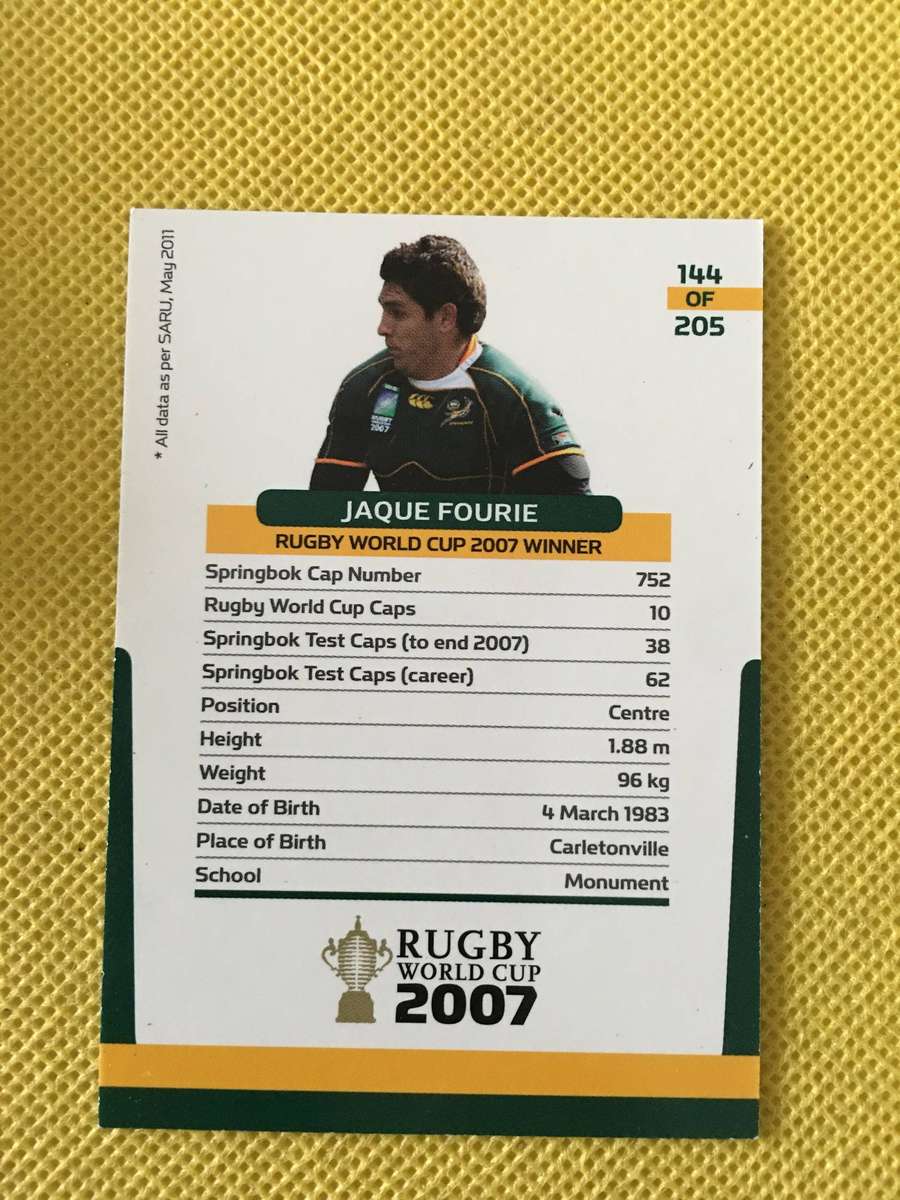 * All data as per SARU, May 2011
144
OF
205
RUGBY
2007
JAQUE FOURIE
RUGBY WORLD CUP 2007 WINNER
Springbok Cap Number 752
Rugby World Cup Caps 10
Springbok Test Caps (to end 2007) 38
Springbok Test Caps (career) 62
Position Centre
Height 1.88 m
Weight 96 kg
Date of Birth 4 March 1983
Place of Birth Carletonville
School Monument
RUGBY
WORLD CUP
2007